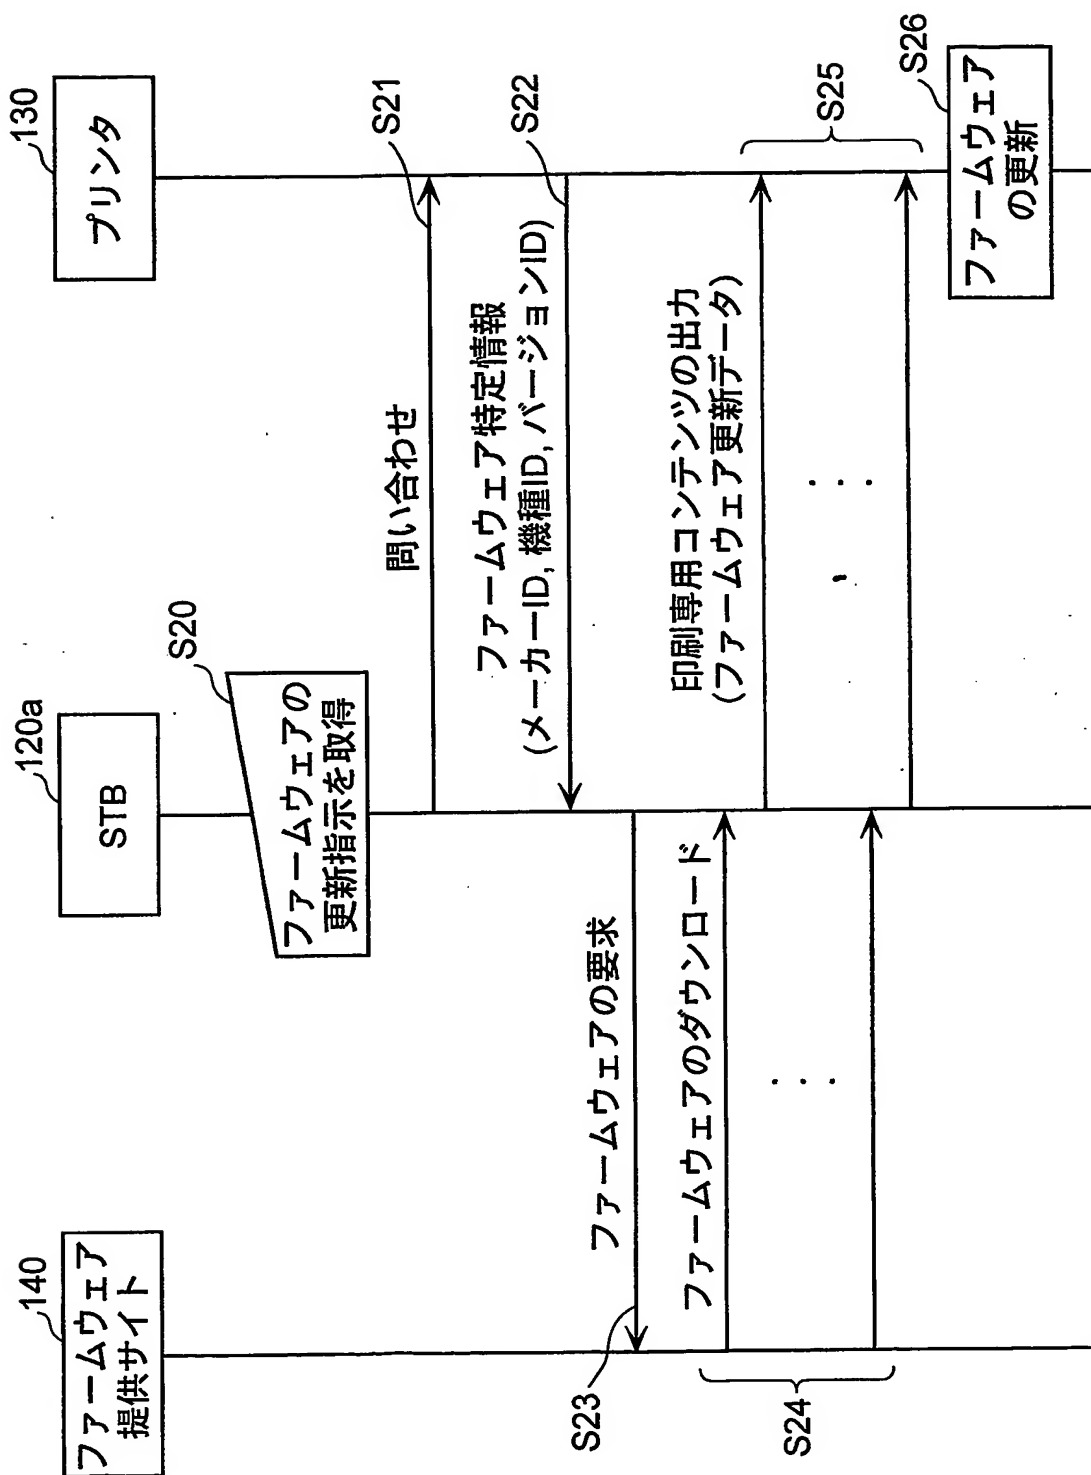 140
ファームウェア
提供サイト
120a
STB
130
プリンタ
S20
ファームウェアの
更新指示を取得
問い合わせ
S21
ファームウェア特定情報
(メーカーID, 機種ID, バージョンID)
S22
ファームウェアの要求
S23
ファームウェアのダウンロード
S24
印刷専用コンテンツの出力
(ファームウェア更新データ)
S25
S26
ファームウェア
の更新